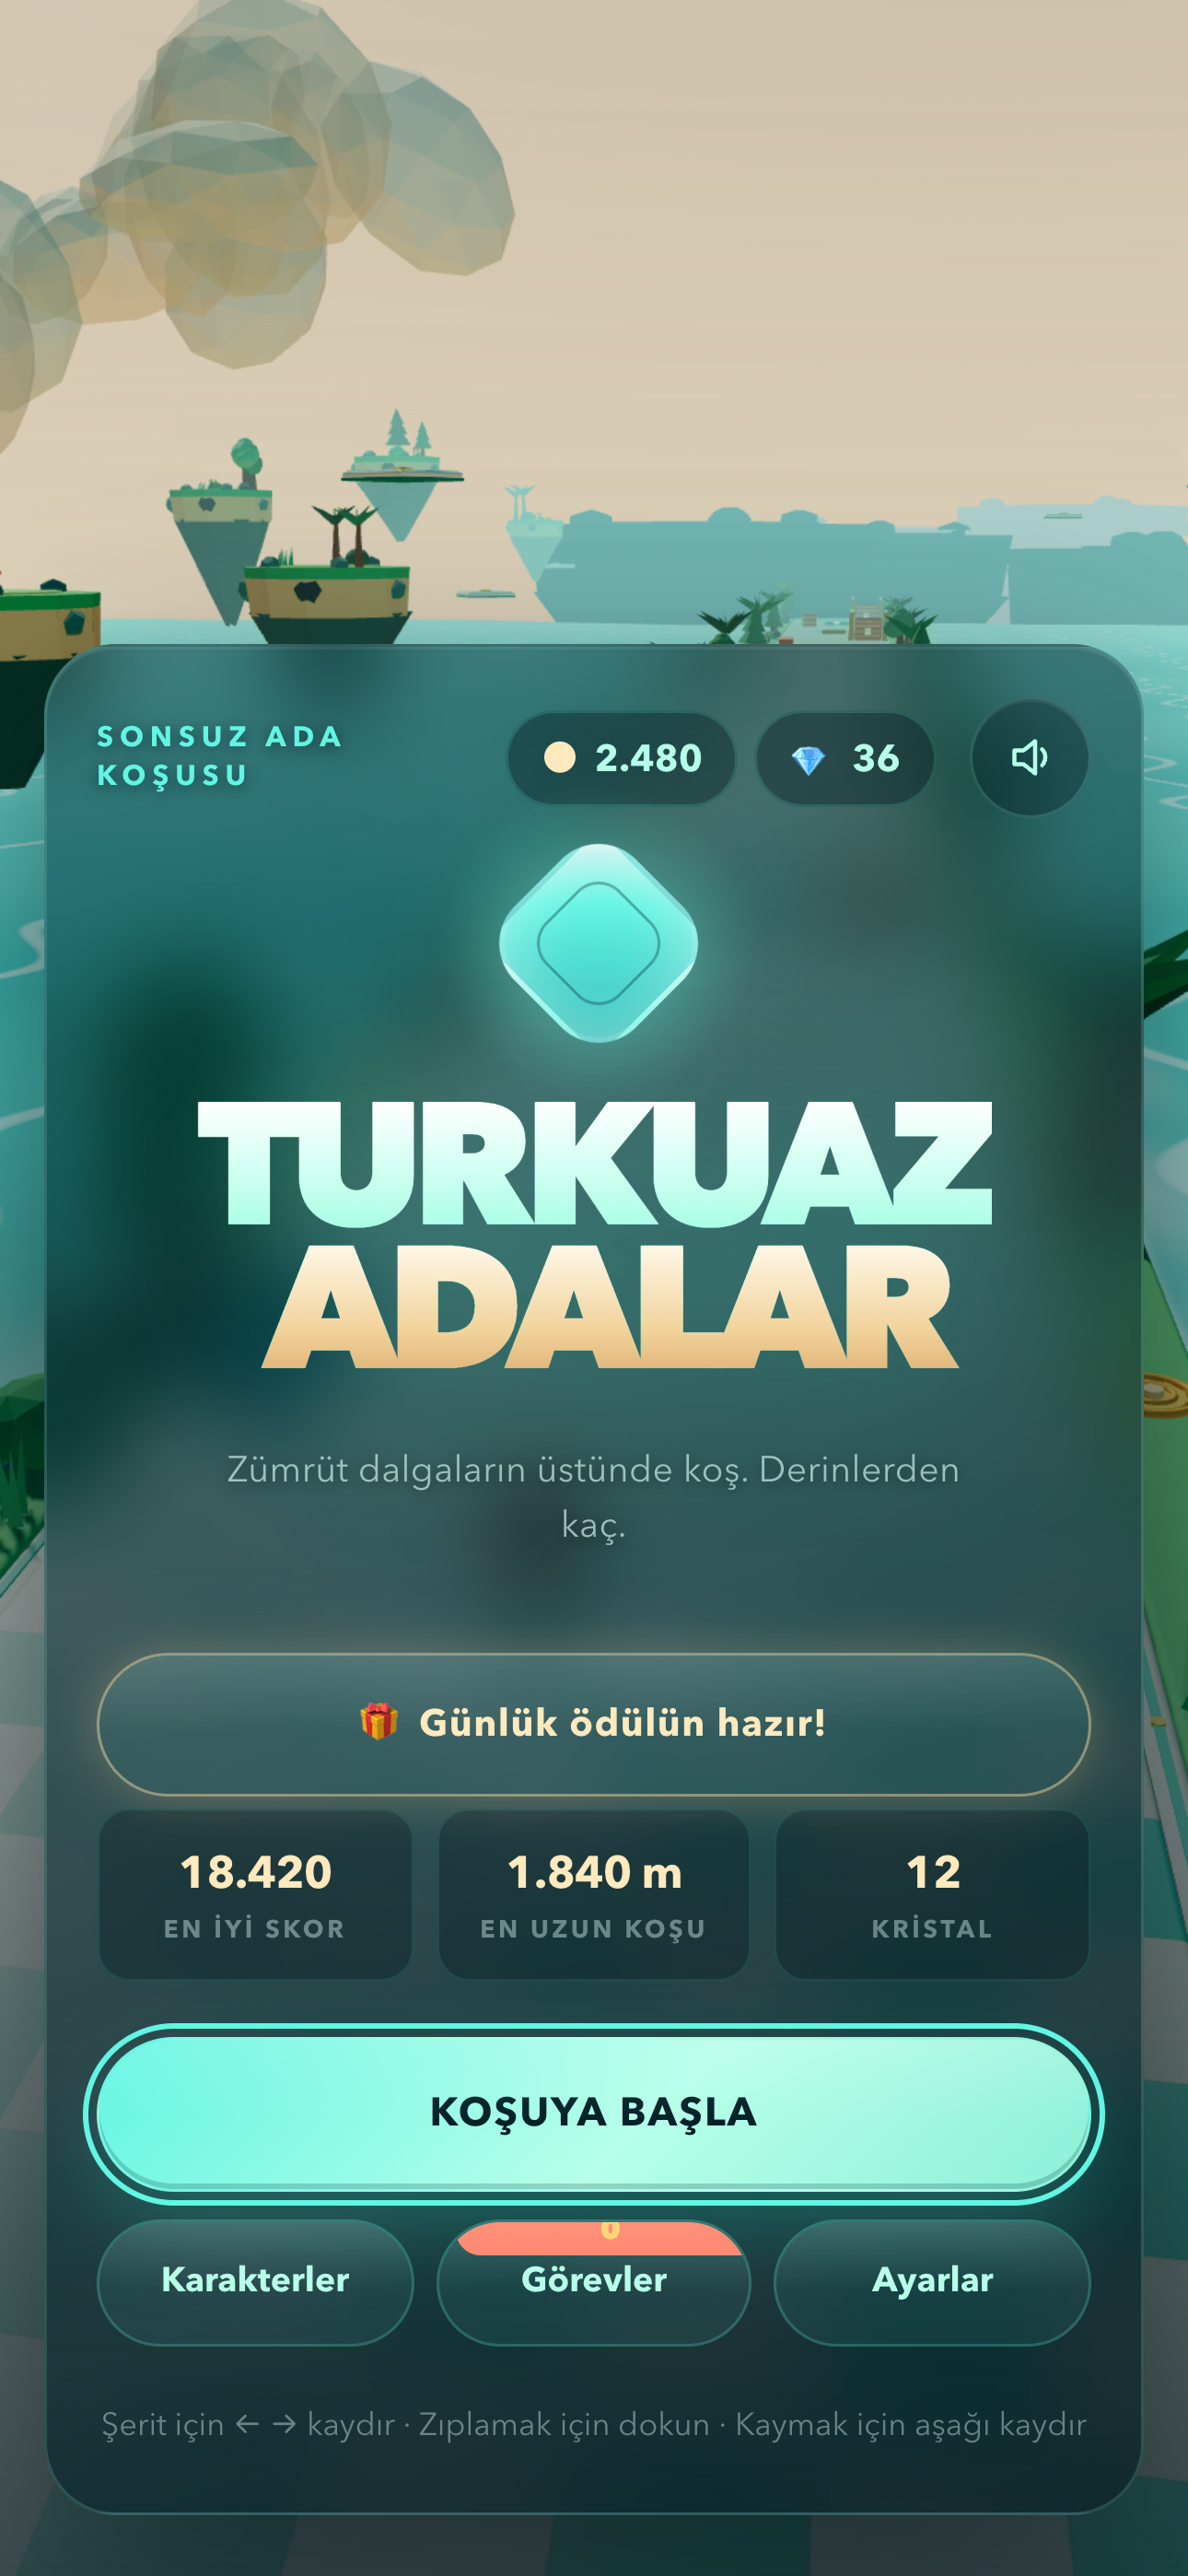 SONSUZ ADA
KOŞUSU
2.480
36
TURKUAZ
ADALAR
Zümrüt dalgaların üstünde koş. Derinlerden
kaç.
Günlük ödülün hazır!
18.420
EN İYİ SKOR
1.840 m
EN UZUN KOŞU
12
KRİSTAL
KOŞUYA BAŞLA
Karakterler
Görevler
Ayarlar
Şerit için ← → kaydır · Zıplamak için dokun · Kaymak için aşağı kaydır